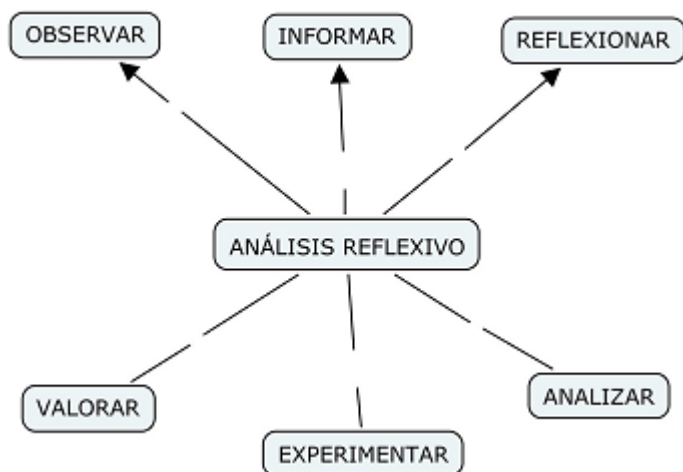 OBSERVAR
INFORMAR
REFLEXIONAR
ANÁLISIS REFLEXIVO
VALORAR
EXPERIMENTAR
ANALIZAR